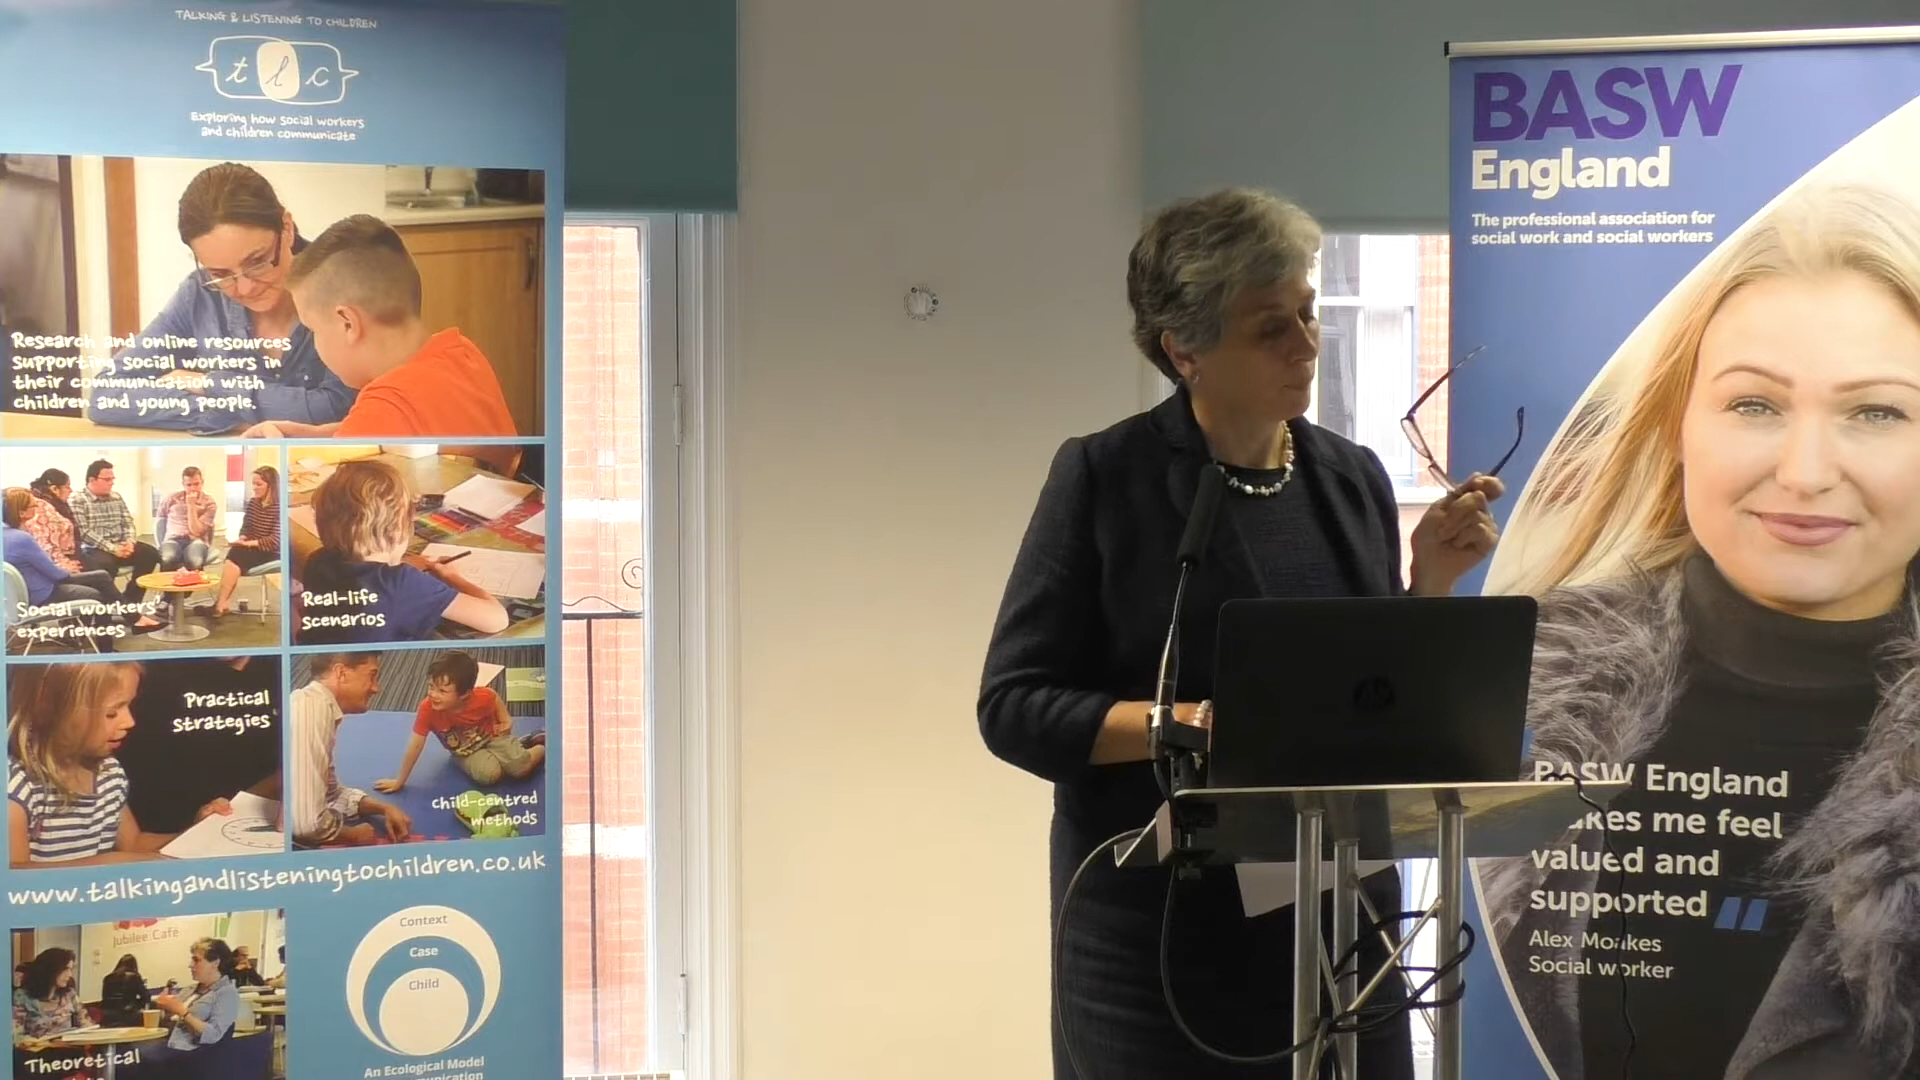 TALKING & LISTENING TO CHILDREN
t l c
Exploring how social workers
and children communicate
Research and online resources
supporting social workers in
their communication with
children and young people.
Social workers'
experiences
Real-life
scenarios
Practical
strategies
Child-centred
methods
www.talkingandlisteningtochildren.co.uk
Jubilee Café
Theoretical
Context
Case
Child
An Ecological Model
BASW
England
The professional association for
social work and social workers
BASW England
me feel
valued and
supported
Alex Moakes
Social worker